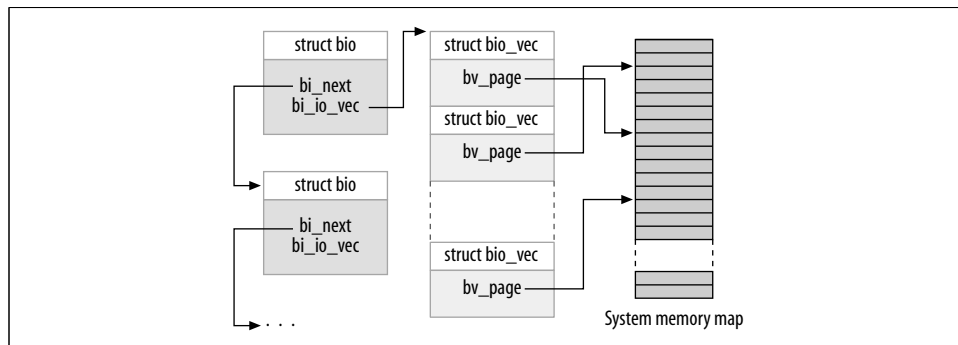 struct bio
bi_next
bi_io_vec
struct bio
bi_next
bi_io_vec
. . .
struct bio_vec
bv_page
struct bio_vec
bv_page
struct bio_vec
bv_page
System memory map